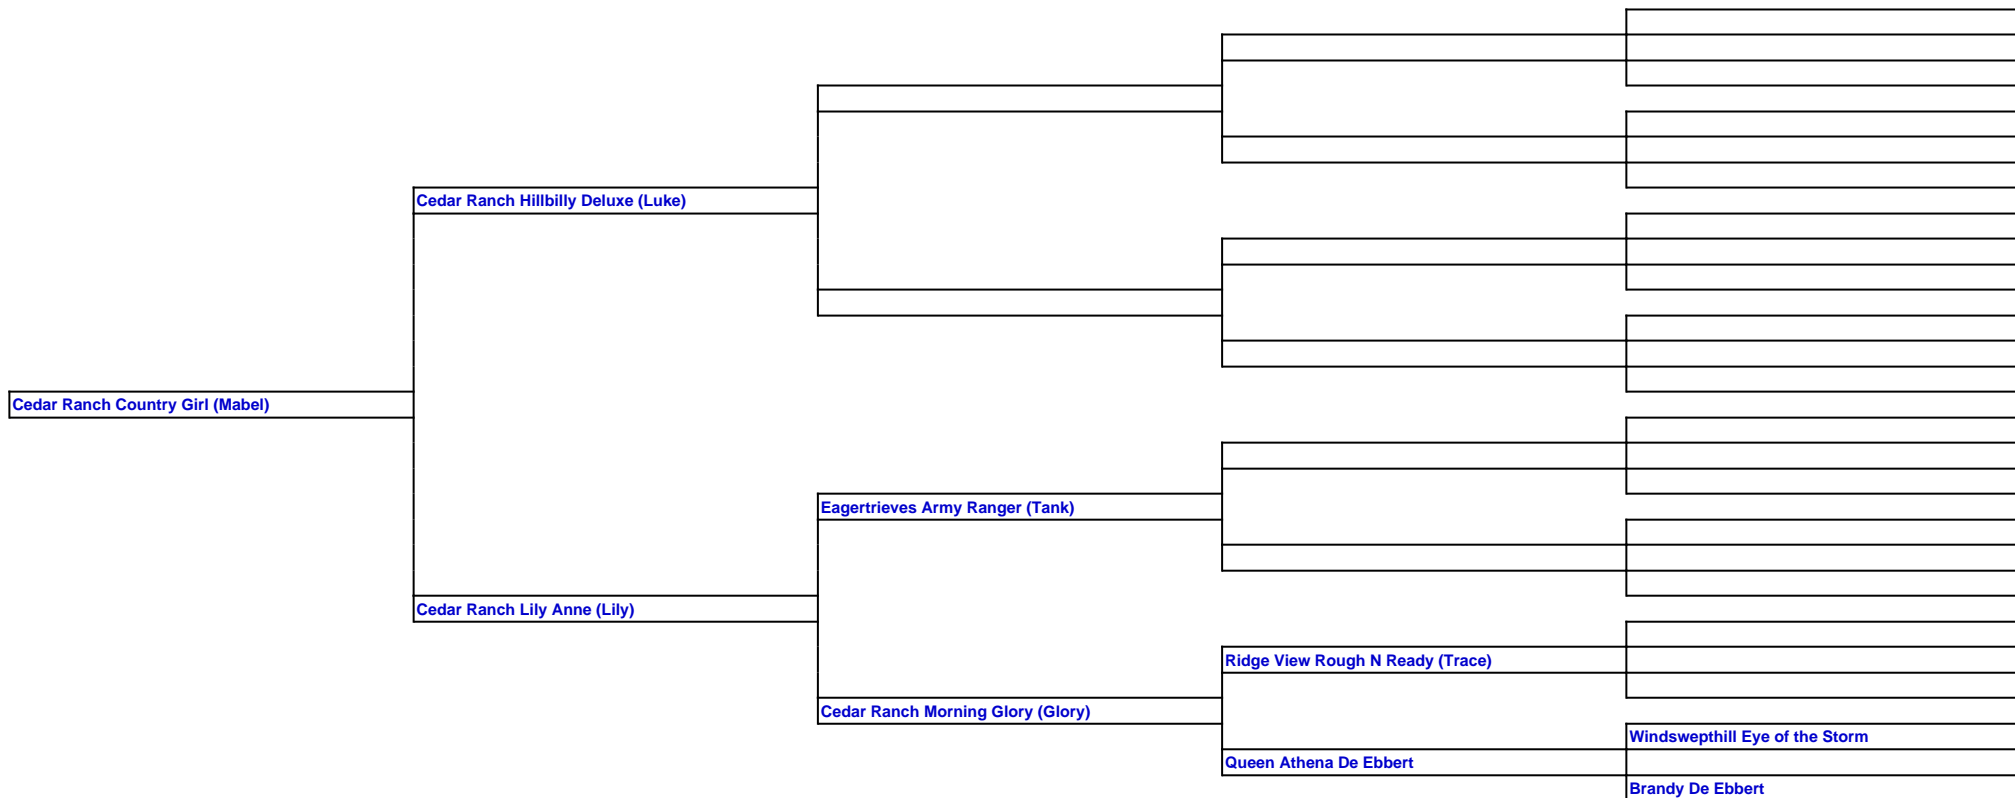 Cedar Ranch Hillbilly Deluxe (Luke)
Cedar Ranch Country Girl (Mabel)
Eagertrieves Army Ranger (Tank)
Cedar Ranch Lily Anne (Lily)
Ridge View Rough N Ready (Trace)
Cedar Ranch Morning Glory (Glory)
Windswepthill Eye of the Storm
Queen Athena De Ebbert
Brandy De Ebbert